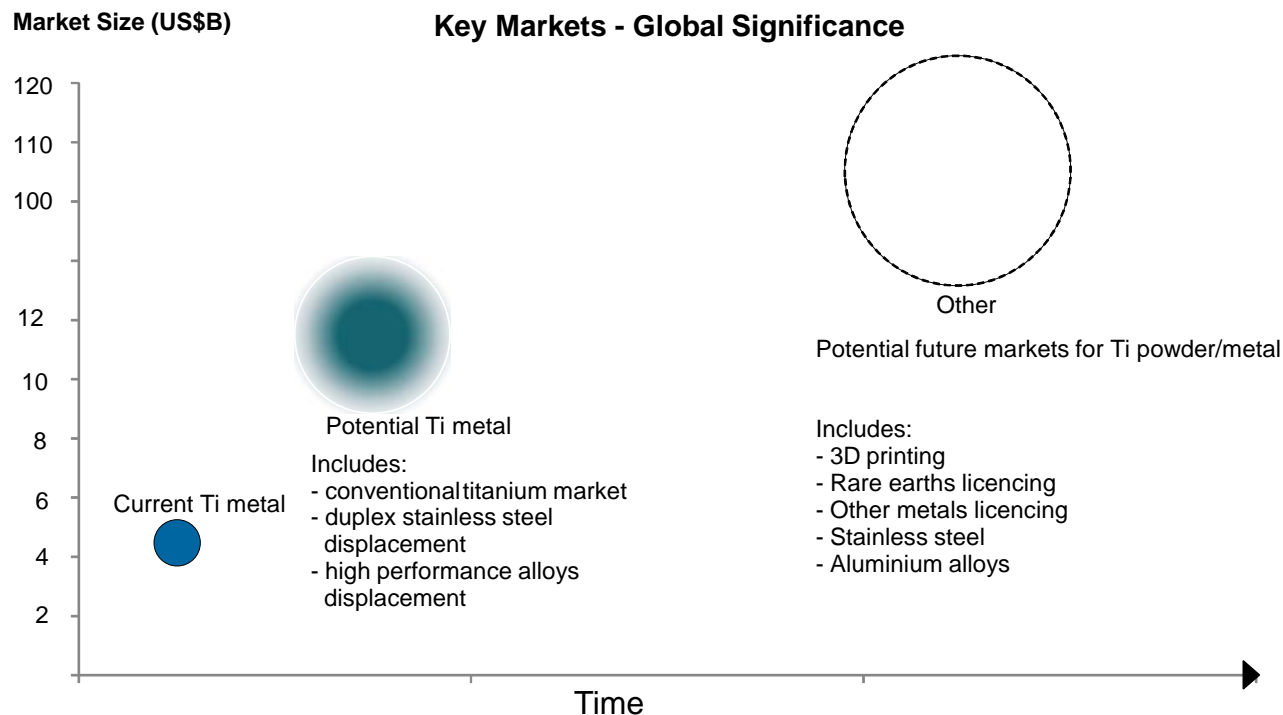 Market Size (US$B)
Key Markets - Global Significance
120
110
100
12
10
8
6
4
2
Current Ti metal
Potential Ti metal
Includes:
- conventional titanium market
- duplex stainless steel
displacement
- high performance alloys
displacement
Other
Potential future markets for Ti powder/metal
Includes:
- 3D printing
- Rare earths licencing
- Other metals licencing
- Stainless steel
- Aluminium alloys
Time